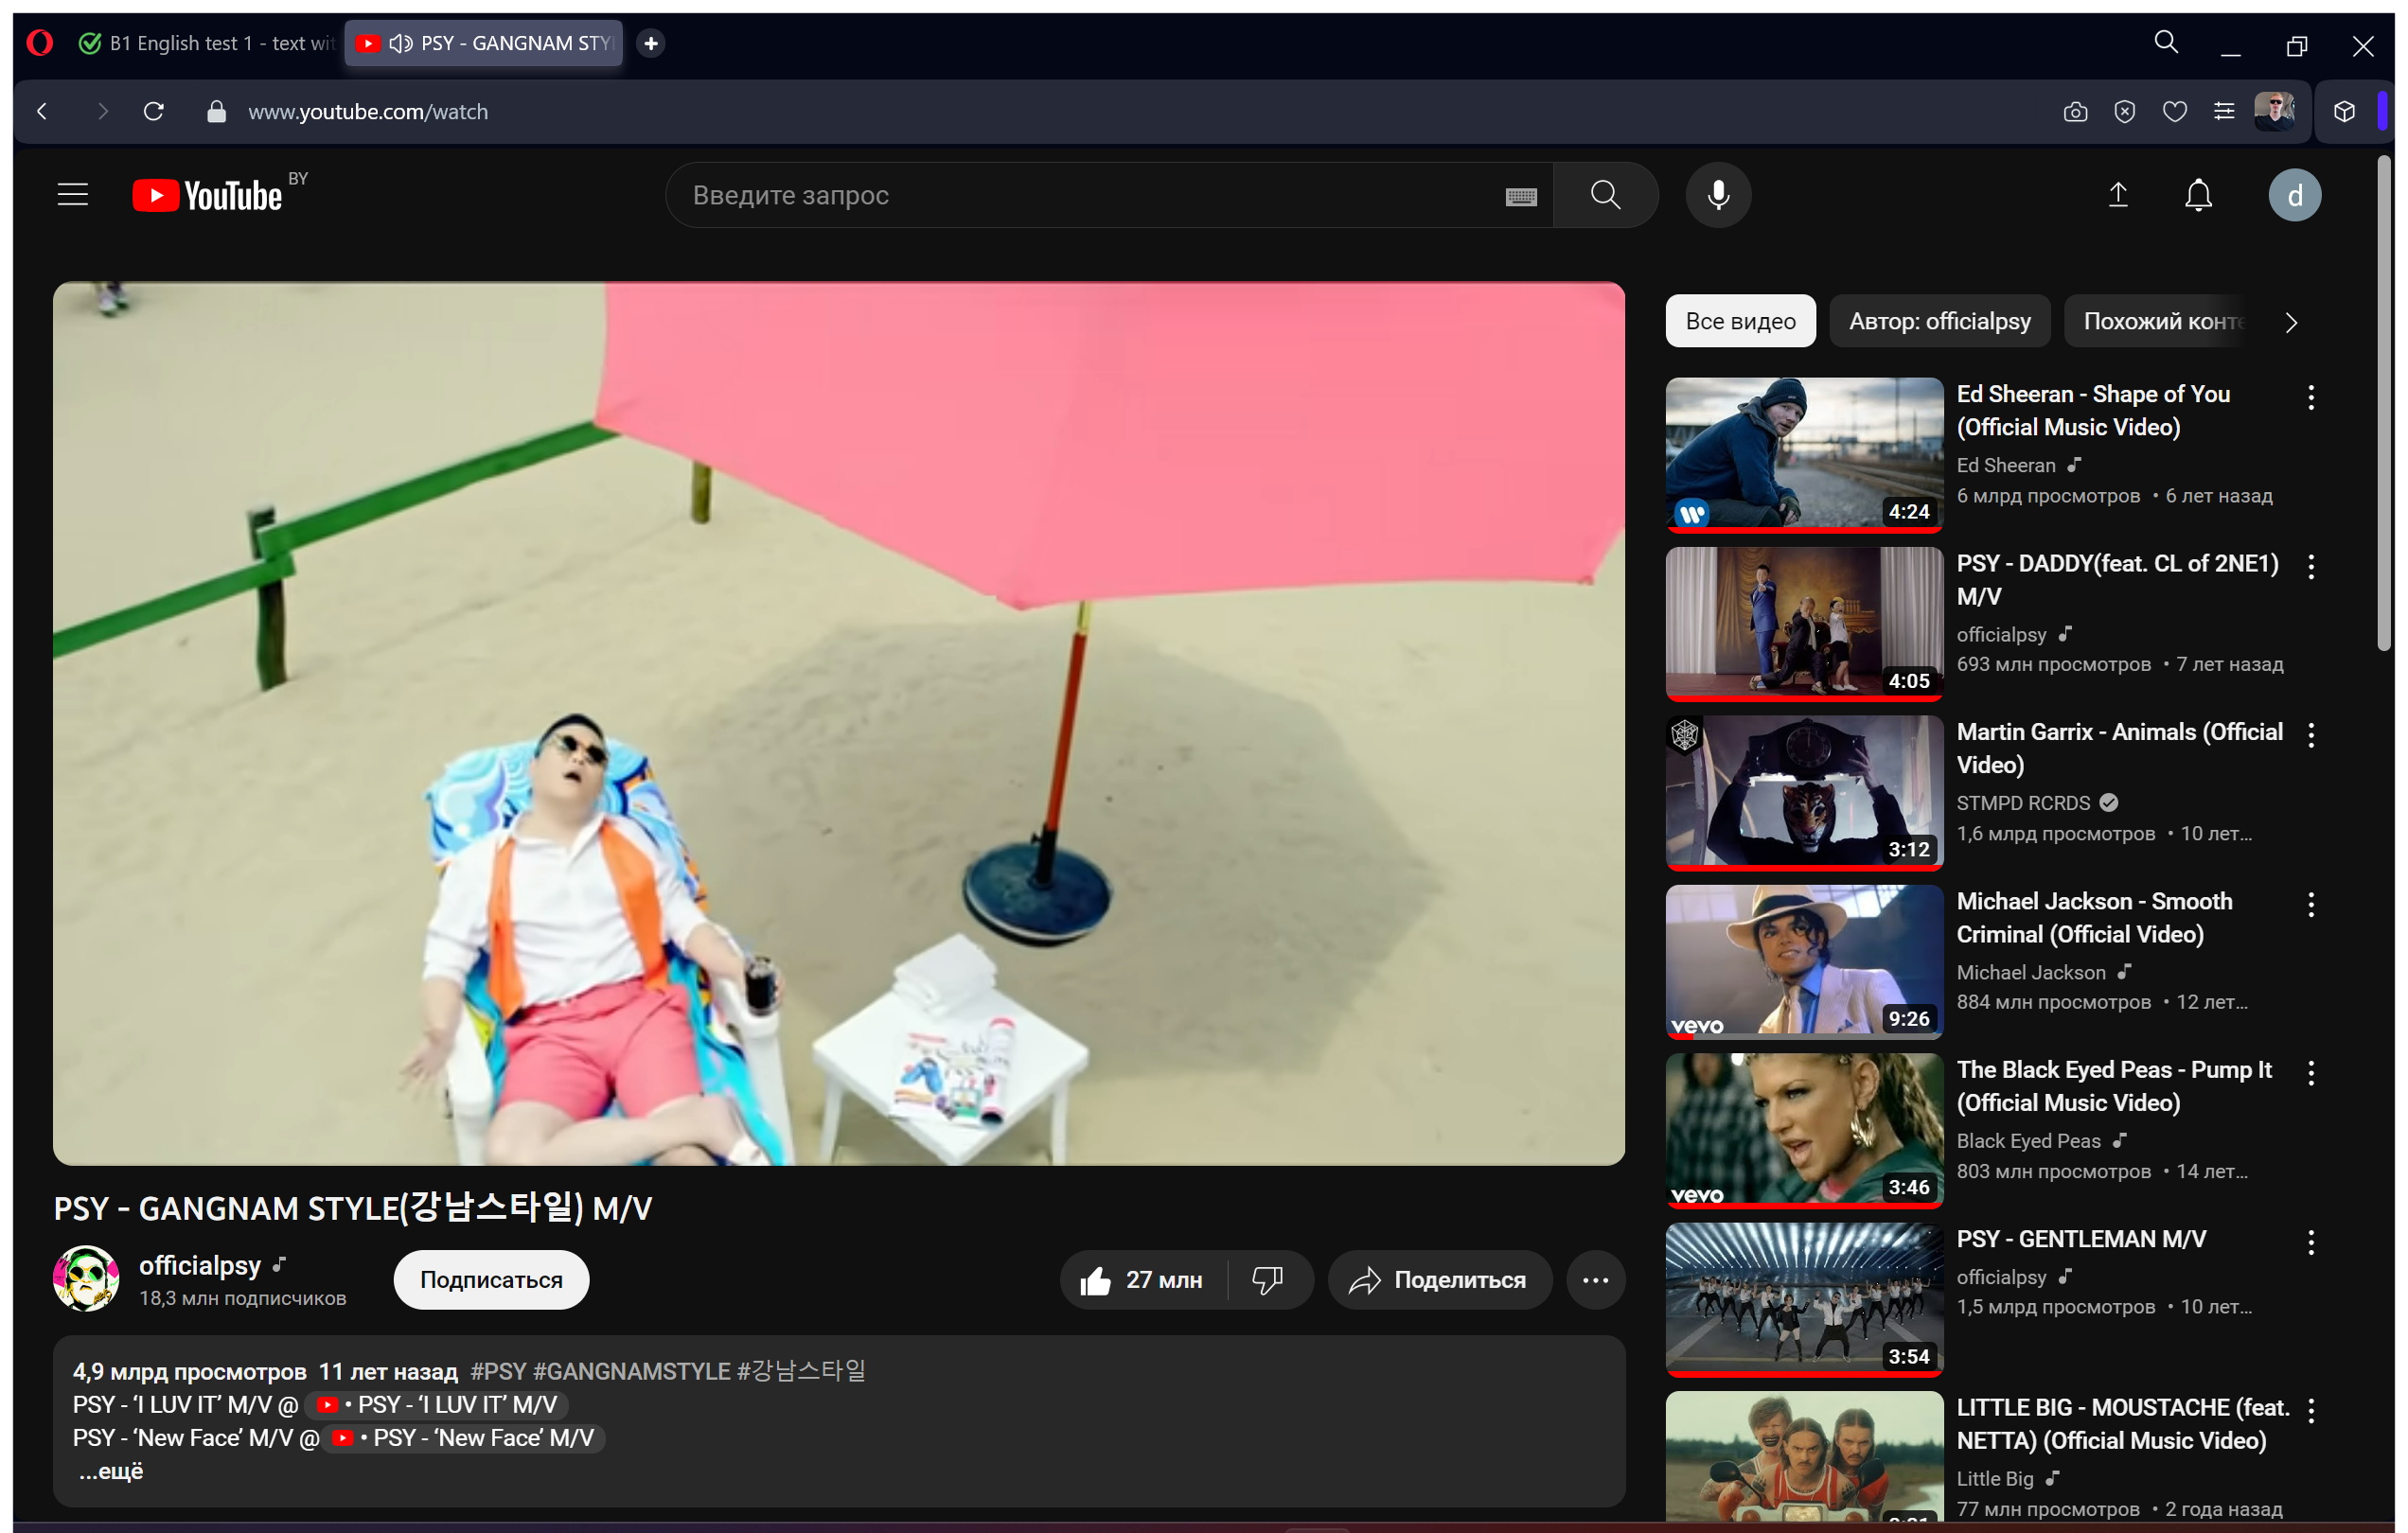 B1 English test 1 - text wit
PSY - GANGNAM STYL
www.youtube.com/watch
YouTube BY
Введите запрос
d
Все видео
Автор: officialpsy
Похожий конте
Ed Sheeran - Shape of You
(Official Music Video)
Ed Sheeran
6 млрд просмотров • 6 лет назад
4:24
PSY - DADDY(feat. CL of 2NE1)
M/V
officialpsy
693 млн просмотров • 7 лет назад
4:05
Martin Garrix - Animals (Official
Video)
STMPD RCRDS
1,6 млрд просмотров • 10 лет...
3:12
Michael Jackson - Smooth
Criminal (Official Video)
Michael Jackson
884 млн просмотров • 12 лет...
vevo
9:26
The Black Eyed Peas - Pump It
(Official Music Video)
Black Eyed Peas
803 млн просмотров • 14 лет...
vevo
3:46
PSY - GENTLEMAN M/V
officialpsy
1,5 млрд просмотров • 10 лет...
3:54
LITTLE BIG - MOUSTACHE (feat.
NETTA) (Official Music Video)
Little Big
77 млн просмотров • 2 года назад
PSY - GANGNAM STYLE(강남스타일) M/V
officialpsy
18,3 млн подписчиков
Подписаться
27 млн
Поделиться
4,9 млрд просмотров 11 лет назад #PSY #GANGNAMSTYLE #강남스타일
PSY - ‘I LUV IT’ M/V @ • PSY - ‘I LUV IT’ M/V
PSY - ‘New Face’ M/V @ • PSY - ‘New Face’ M/V
...ещё